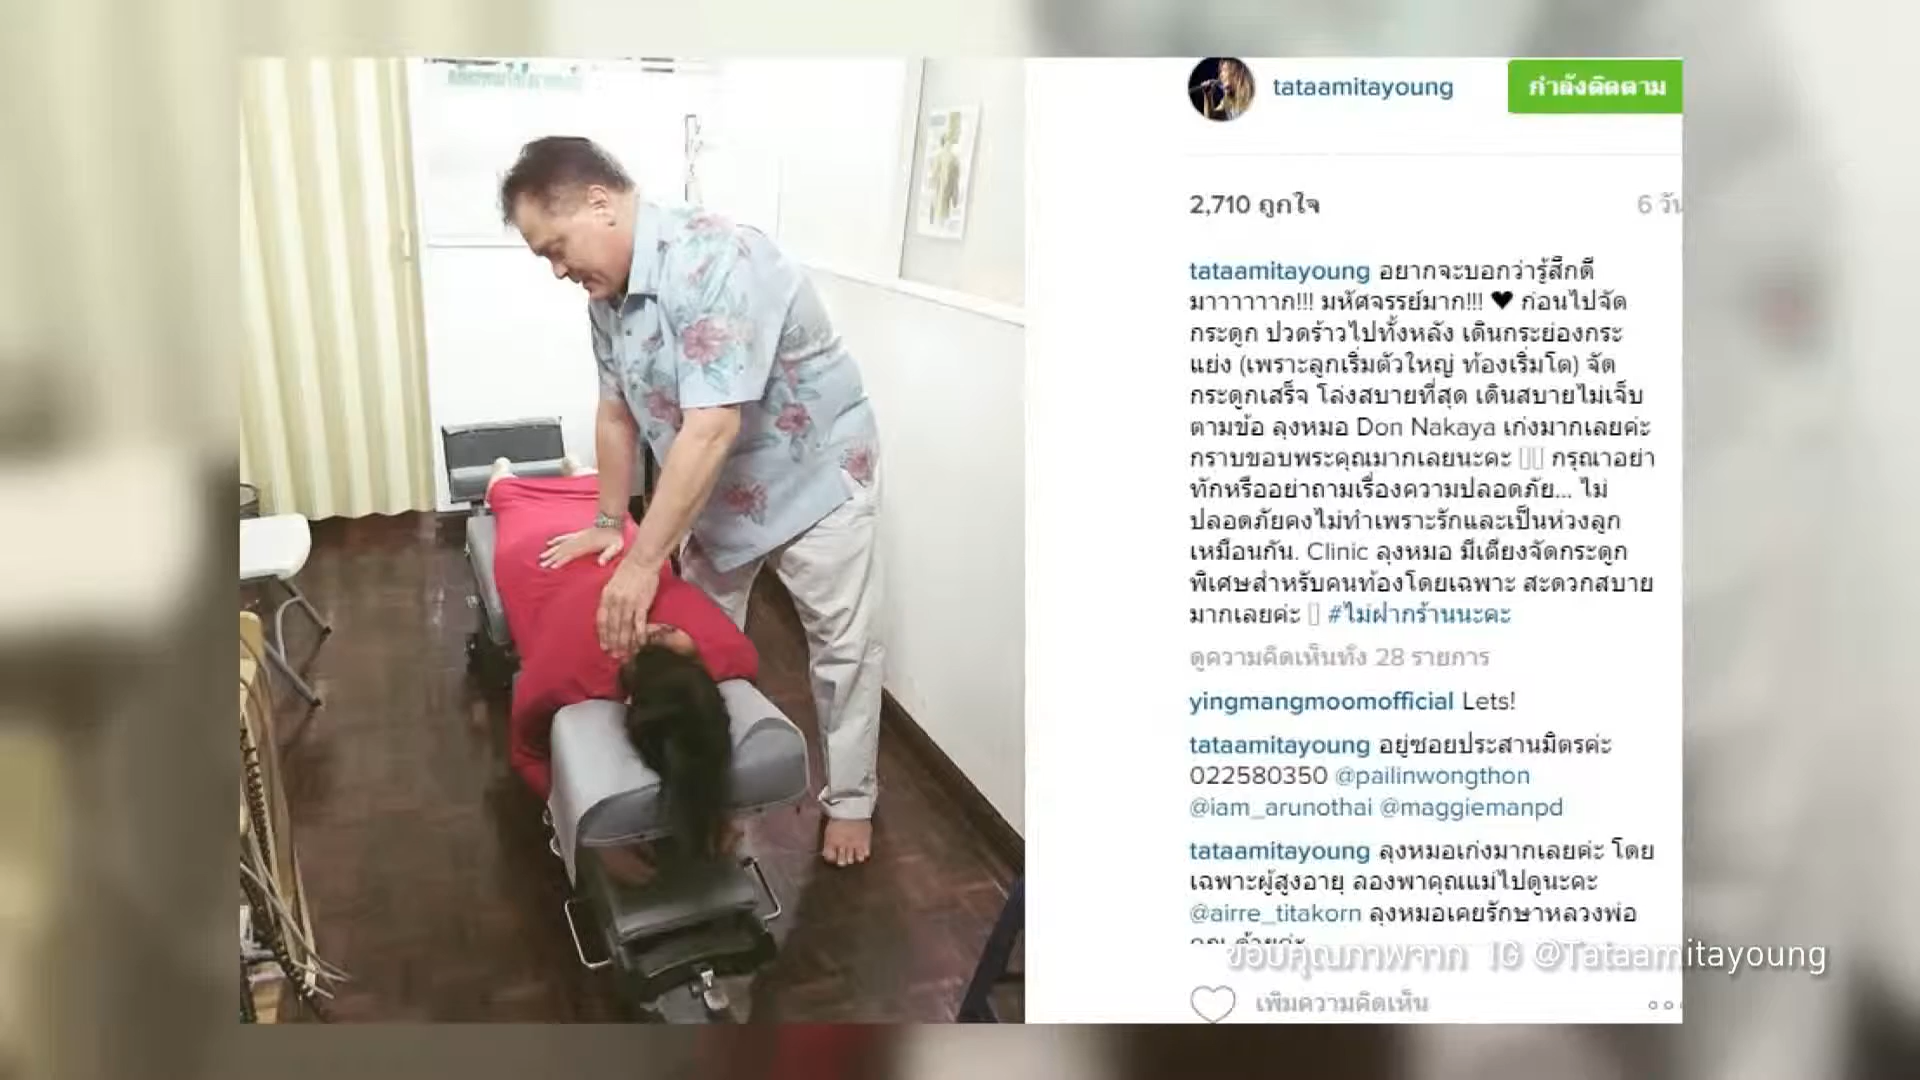 tataamitayoung
กำลังติดตาม
2,710 ถูกใจ
6 วัน
tataamitayoung อยากจะบอกว่ารู้สึกดี
มาาาาาาก!!! มหัศจรรย์มาก!!! ♥ ก่อนไปจัด
กระดูก ปวดร้าวไปทั้งหลัง เดินกระย่องกระ
แย่ง (เพราะลูกเริ่มตัวใหญ่ ท้องเริ่มโต) จัด
กระดูกเสร็จ โล่งสบายที่สุด เดินสบายไม่เจ็บ
ตามข้อ ลุงหมอ Don Nakaya เก่งมากเลยค่ะ
กราบขอบพระคุณมากเลยนะคะ กรุณาอย่า
ทักหรืออย่าถามเรื่องความปลอดภัย... ไม่
ปลอดภัยคงไม่ทำเพราะรักและเป็นห่วงลูก
เหมือนกัน. Clinic ลุงหมอ มีเตียงจัดกระดูก
พิเศษสำหรับคนท้องโดยเฉพาะ สะดวกสบาย
มากเลยค่ะ #ไม่ฝากร้านนะคะ
ดูความคิดเห็นทั้ง 28 รายการ
yingmangmoomofficial Lets!
tataamitayoung อยู่ซอยประสานมิตรค่ะ
022580350 @pailinwongthon
@iam_arunothai @maggiemanpd
tataamitayoung ลุงหมอเก่งมากเลยค่ะ โดย
เฉพาะผู้สูงอายุ ลองพาคุณแม่ไปดูนะคะ
@airre_titakorn ลุงหมอเคยรักษาหลวงพ่อ
ขอบคุณภาพจาก IG @Tataamitayoung
เพิ่มความคิดเห็น